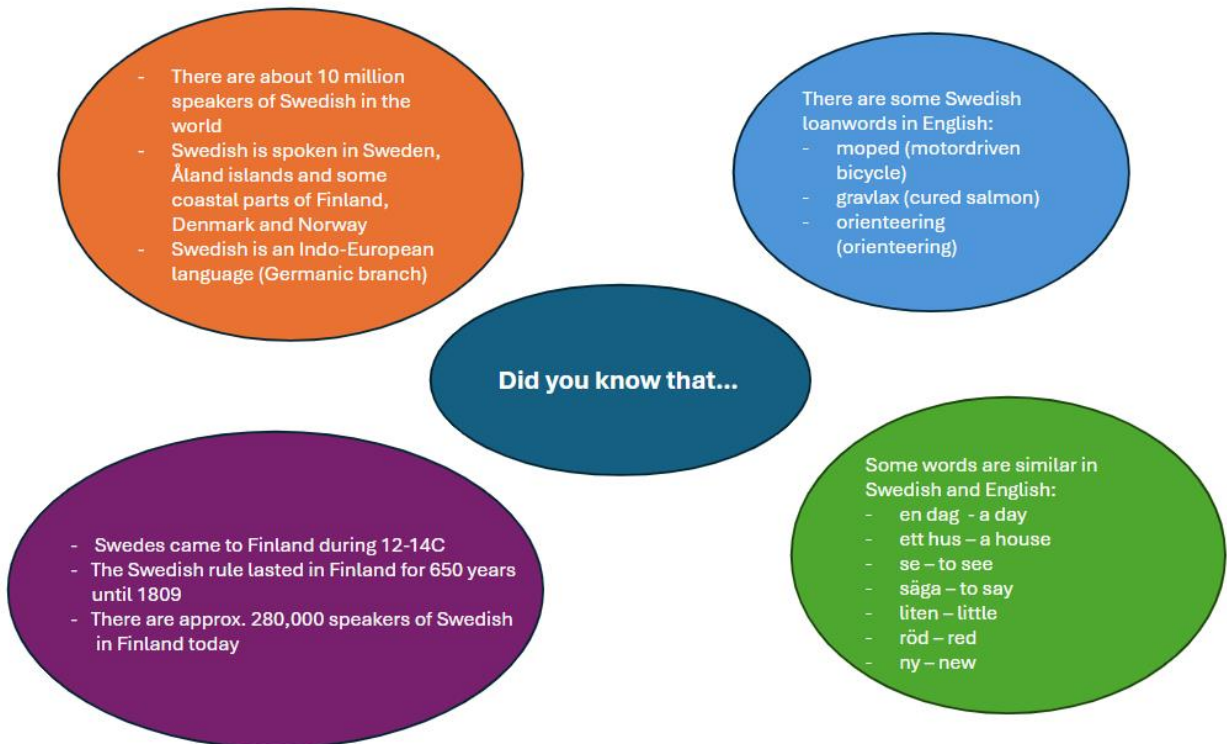 - There are about 10 million
speakers of Swedish in the
world
- Swedish is spoken in Sweden,
Åland islands and some
coastal parts of Finland,
Denmark and Norway
- Swedish is an Indo-European
language (Germanic branch)
There are some Swedish
loanwords in English:
- moped (motordriven
bicycle)
- gravlax (cured salmon)
- orienteering
(orienteering)
Did you know that...
- Swedes came to Finland during 12-14C
- The Swedish rule lasted in Finland for 650 years
until 1809
- There are approx. 280,000 speakers of Swedish
in Finland today
Some words are similar in
Swedish and English:
- en dag - a day
- ett hus – a house
- se – to see
- säga – to say
- liten – little
- röd – red
- ny – new